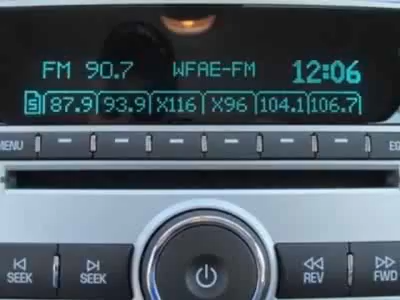 FM 90.7 WFAE-FM 12:06
S 87.9 93.9 X116 X96 104.1 106.7
MENU EQ
SEEK SEEK REV FWD